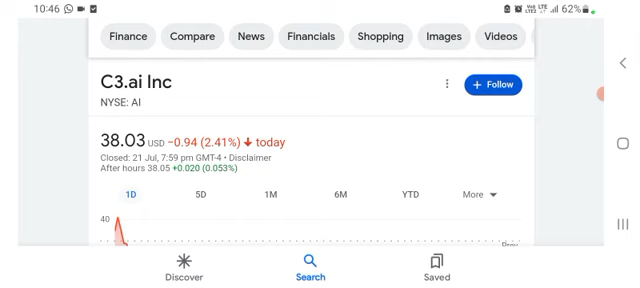 10:46 62%
Finance Compare News Financials Shopping Images Videos
C3.ai Inc
NYSE: AI
+ Follow
38.03 USD −0.94 (2.41%) today
Closed: 21 Jul, 7:59 pm GMT-4 • Disclaimer
After hours 38.05 +0.020 (0.053%)
1D 5D 1M 6M YTD More
40
Discover Search Saved